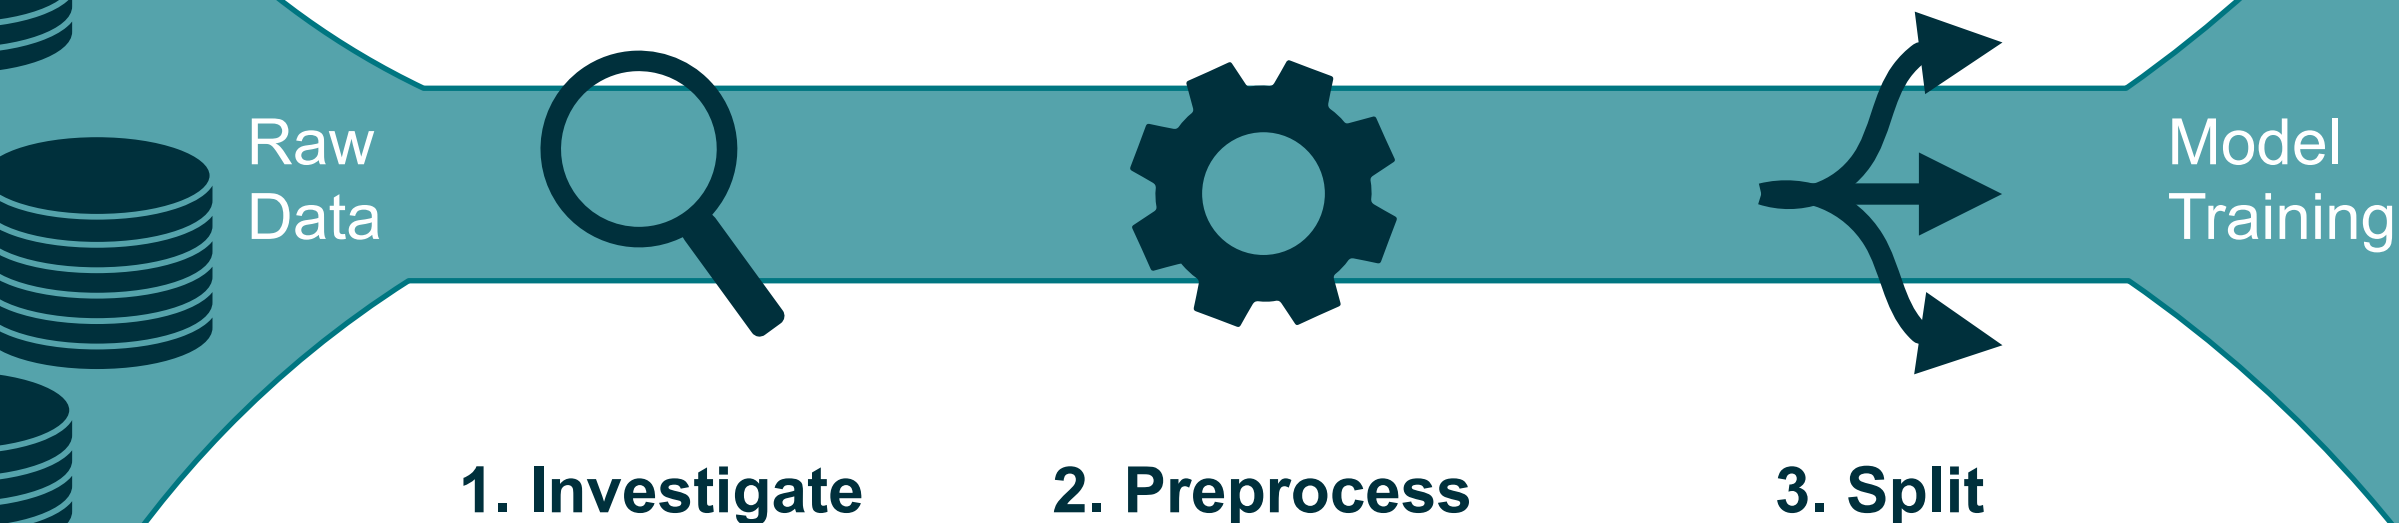 Raw
Data
Model
Training
1. Investigate
2. Preprocess
3. Split